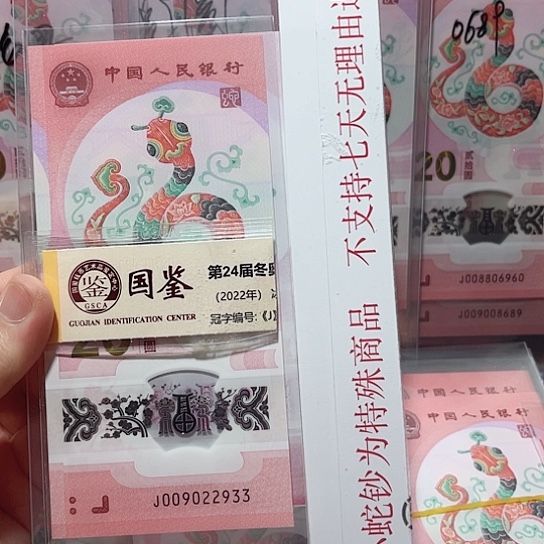 中国人民银行
国鉴
GSCA
GUOJIAN IDENTIFICATION CENTER
第24届冬
(2022年)
冠字编号:《J
20
J009022933
不支持七天无理由
蛇钞为特殊商品
0689
20
J008806960
J009008689
中国人民银行
中国人民银行